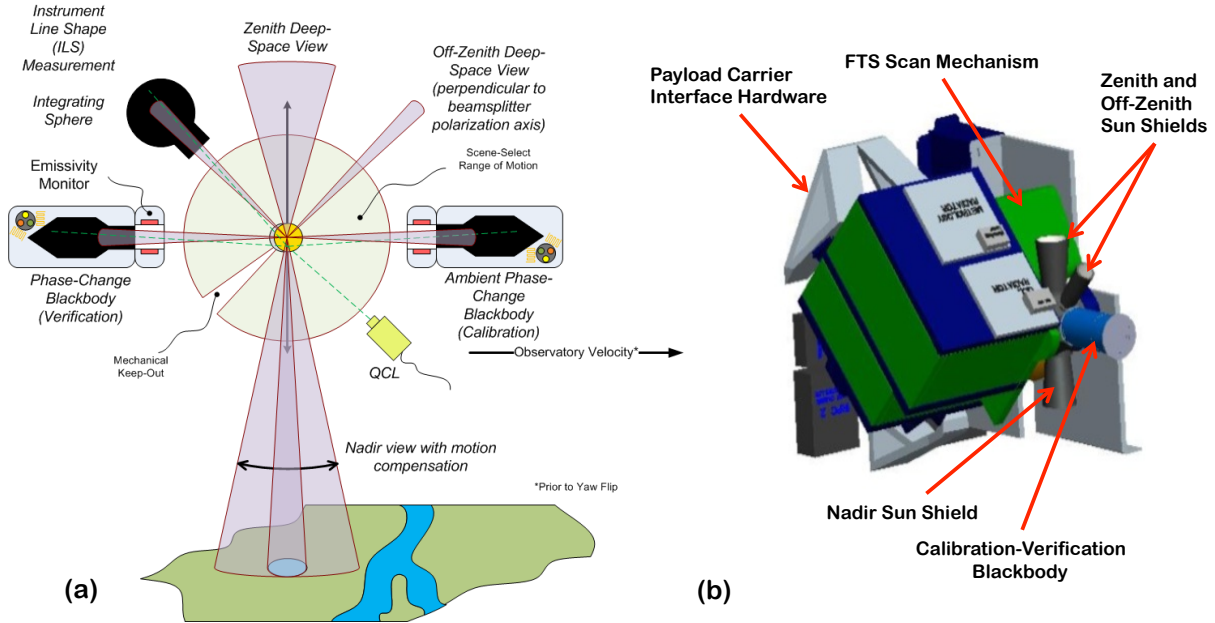 Instrument
Line Shape
(ILS)
Measurement
Integrating
Sphere
Emissivity
Monitor
Zenith Deep-
Space View
Off-Zenith Deep-
Space View
(perpendicular to
beamsplitter
polarization axis)
Scene-Select
Range of Motion
Phase-Change
Blackbody
(Verification)
Ambient Phase-
Change
Blackbody
(Calibration)
Mechanical
Keep-Out
QCL
Observatory Velocity*
Nadir view with motion
compensation
*Prior to Yaw Flip
(a)
Payload Carrier
Interface Hardware
FTS Scan Mechanism
Zenith and
Off-Zenith
Sun Shields
METROLOGY
RADIATOR
RADIATOR
Nadir Sun Shield
Calibration-Verification
Blackbody
(b)